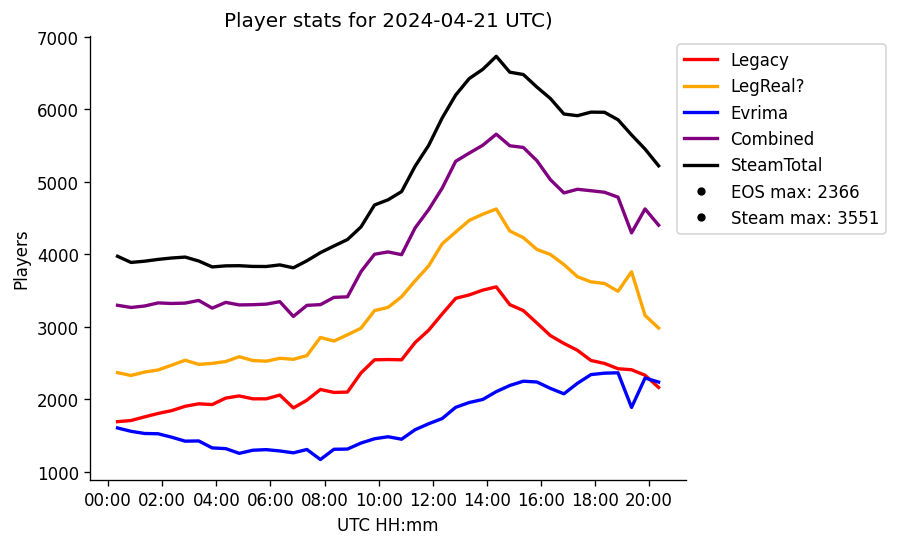 Player stats for 2024-04-21 UTC)
7000
6000
5000
4000
3000
2000
1000
Players
00:00 02:00 04:00 06:00 08:00 10:00 12:00 14:00 16:00 18:00 20:00
UTC HH:mm
Legacy
LegReal?
Evrima
Combined
SteamTotal
EOS max: 2366
Steam max: 3551